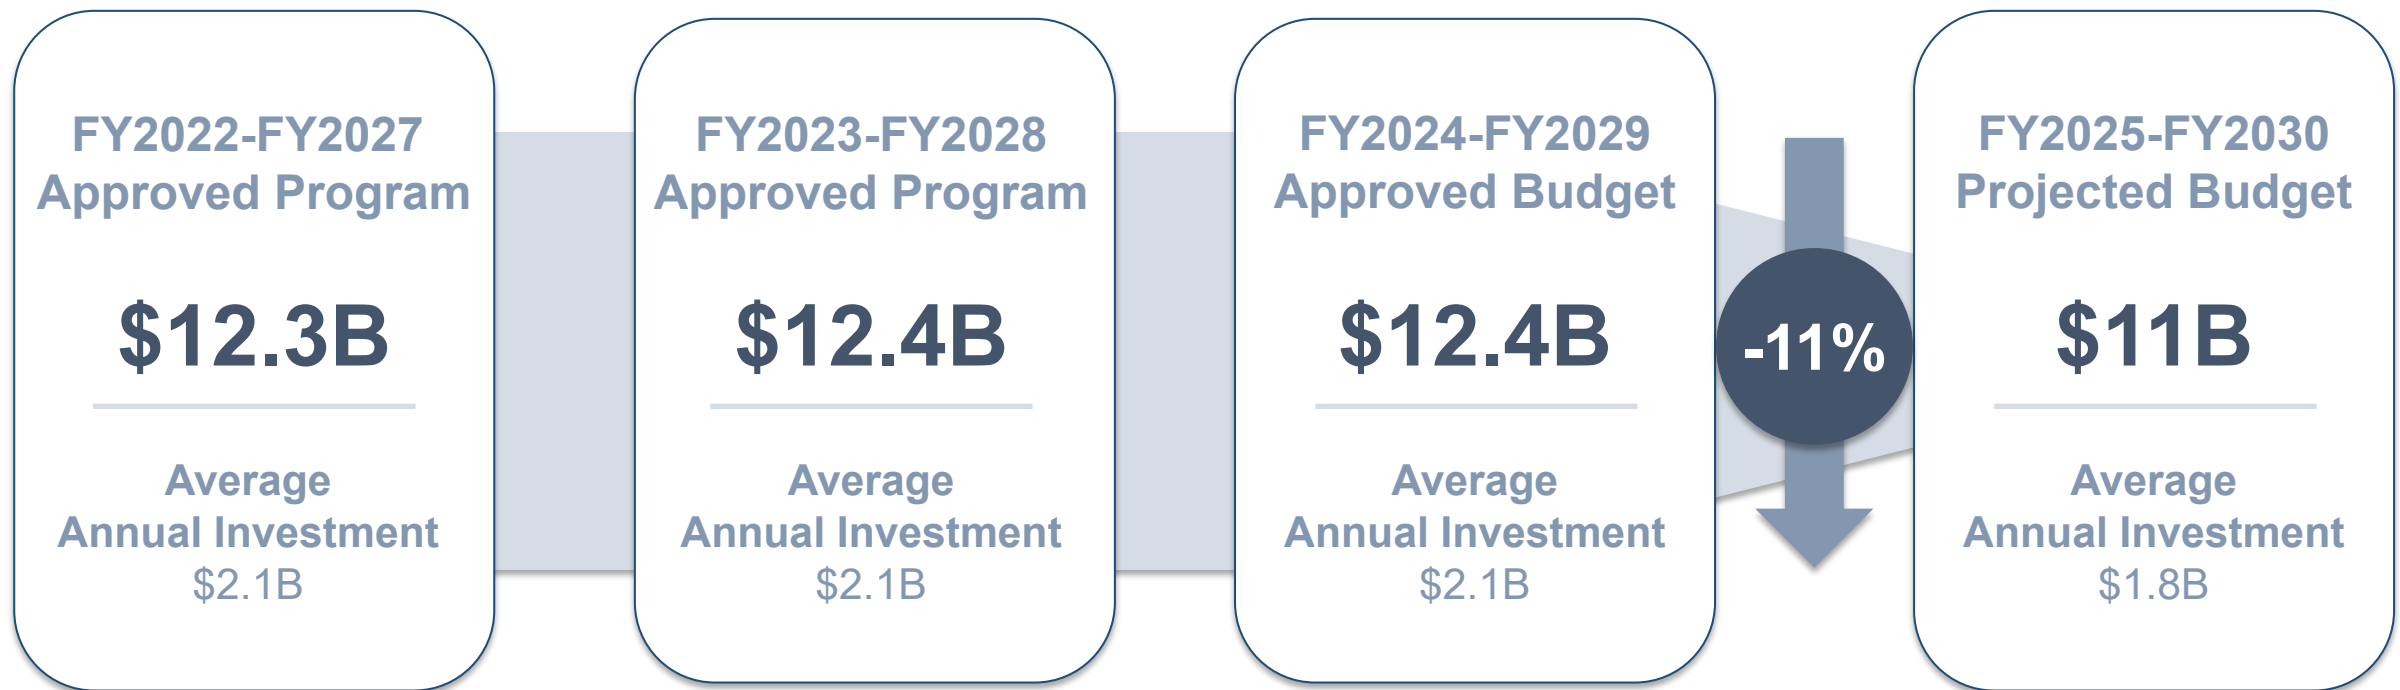 FY2022-FY2027
Approved Program
$12.3B
Average
Annual Investment
$2.1B
FY2023-FY2028
Approved Program
$12.4B
Average
Annual Investment
$2.1B
FY2024-FY2029
Approved Budget
$12.4B
Average
Annual Investment
$2.1B
-11%
FY2025-FY2030
Projected Budget
$11B
Average
Annual Investment
$1.8B